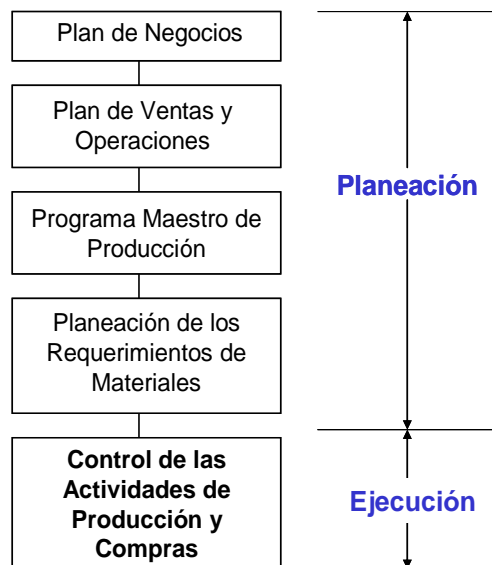 Plan de Negocios
Plan de Ventas y
Operaciones
Programa Maestro de
Producción
Planeación de los
Requerimientos de
Materiales
Control de las
Actividades de
Producción y
Compras
Planeación
Ejecución